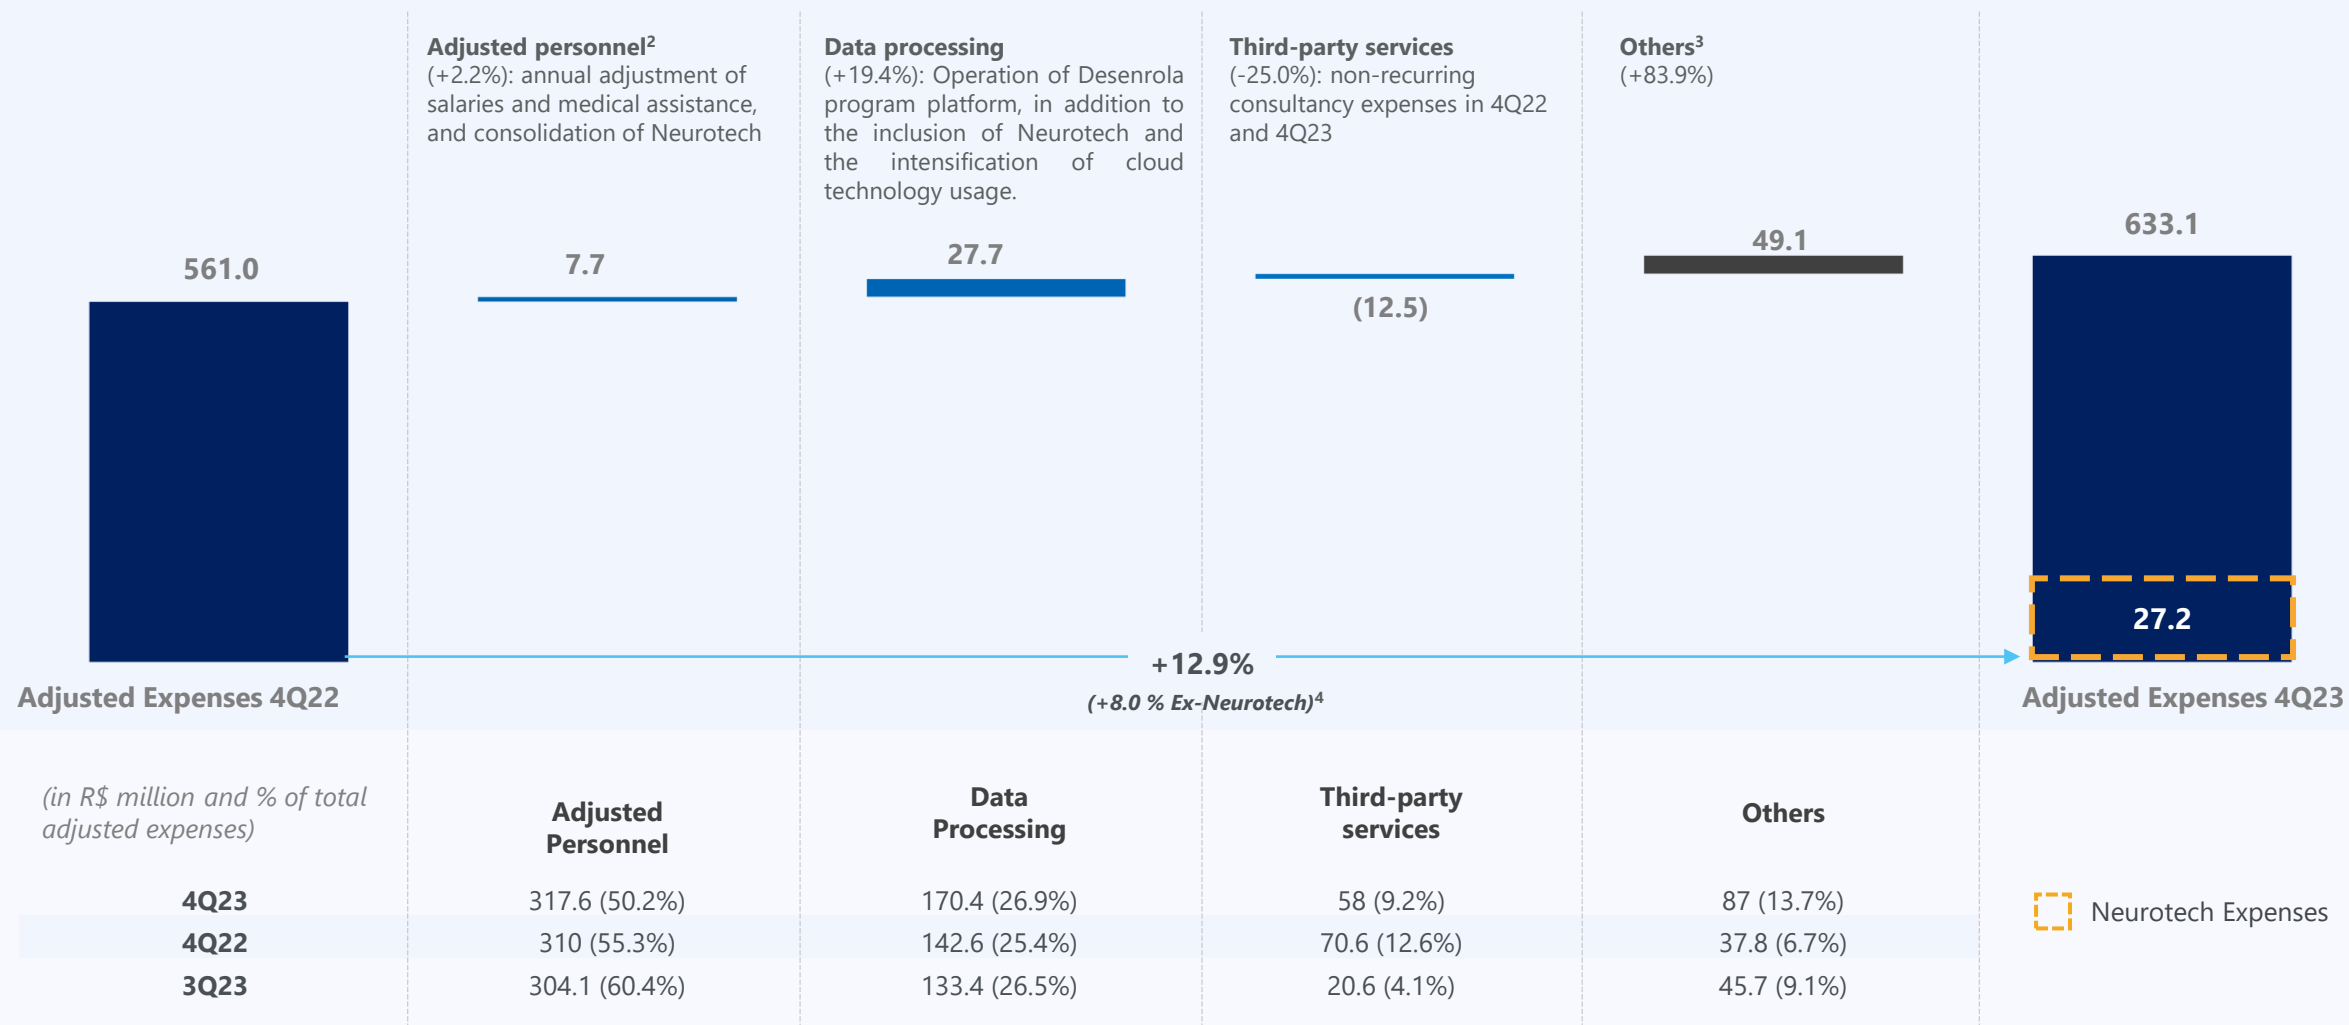 Adjusted personnel²
(+2.2%): annual adjustment of
salaries and medical assistance,
and consolidation of Neurotech
Data processing
(+19.4%): Operation of Desenrola
program platform, in addition to
the inclusion of Neurotech and
the intensification of cloud
technology usage.
Third-party services
(-25.0%): non-recurring
consultancy expenses in 4Q22
and 4Q23
Others³
(+83.9%)
561.0
7.7
27.7
(12.5)
49.1
633.1
27.2
+12.9%
(+8.0 % Ex-Neurotech)⁴
Adjusted Expenses 4Q22
Adjusted Expenses 4Q23
(in R$ million and % of total
adjusted expenses)
Adjusted
Personnel
Data
Processing
Third-party
services
Others
4Q23 317.6 (50.2%) 170.4 (26.9%) 58 (9.2%) 87 (13.7%)
4Q22 310 (55.3%) 142.6 (25.4%) 70.6 (12.6%) 37.8 (6.7%)
3Q23 304.1 (60.4%) 133.4 (26.5%) 20.6 (4.1%) 45.7 (9.1%)
Neurotech Expenses